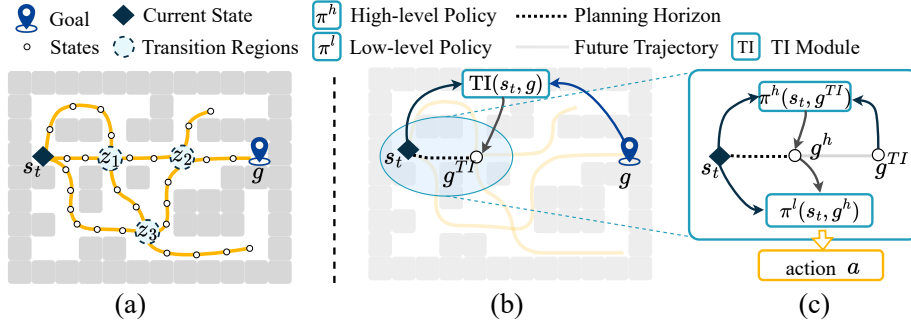 Goal Current State π^h High-level Policy Planning Horizon
States Transition Regions π^l Low-level Policy Future Trajectory TI TI Module
TI(s_t, g)
π^h(s_t, g^{TI})
z_1 z_2
s_t g
s_t g^{TI} g
s_t g^h g^{TI}
z_3
π^l(s_t, g^h)
action a
(a) (b) (c)